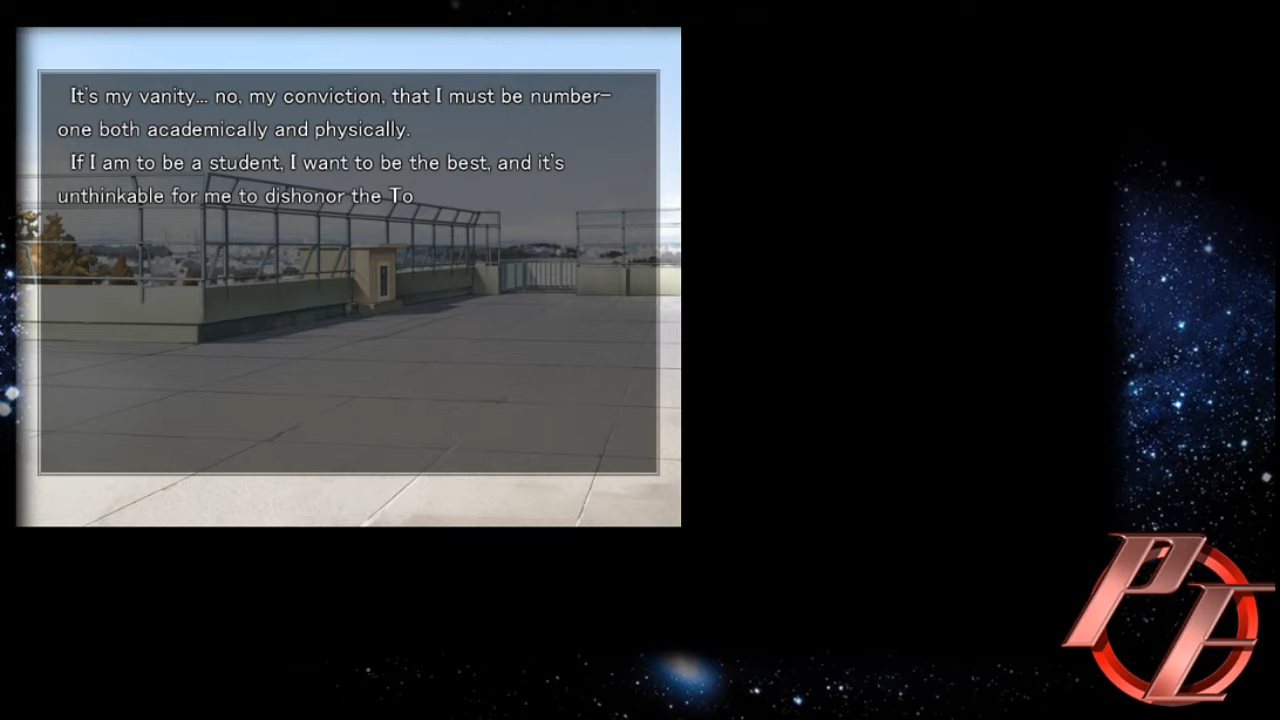 It's my vanity... no, my conviction, that I must be number-
one both academically and physically.
If I am to be a student, I want to be the best, and it's
unthinkable for me to dishonor the To
PE